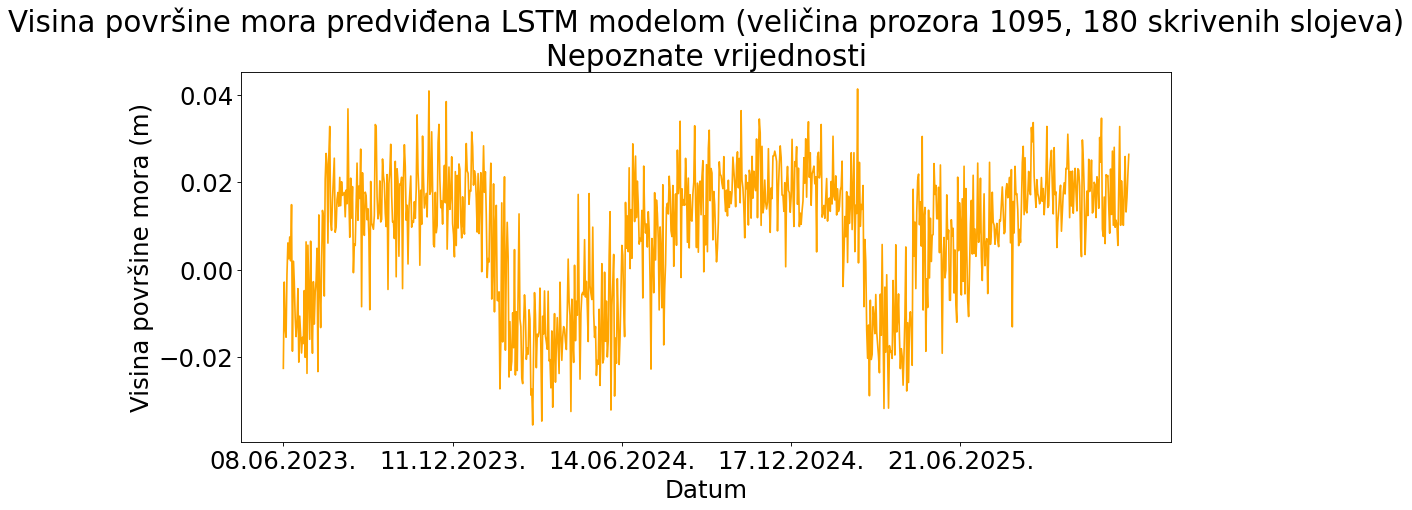 Visina površine mora predviđena LSTM modelom (veličina prozora 1095, 180 skrivenih slojeva)
Nepoznate vrijednosti
Visina površine mora (m)
0.04
0.02
0.00
−0.02
08.06.2023. 11.12.2023. 14.06.2024. 17.12.2024. 21.06.2025.
Datum